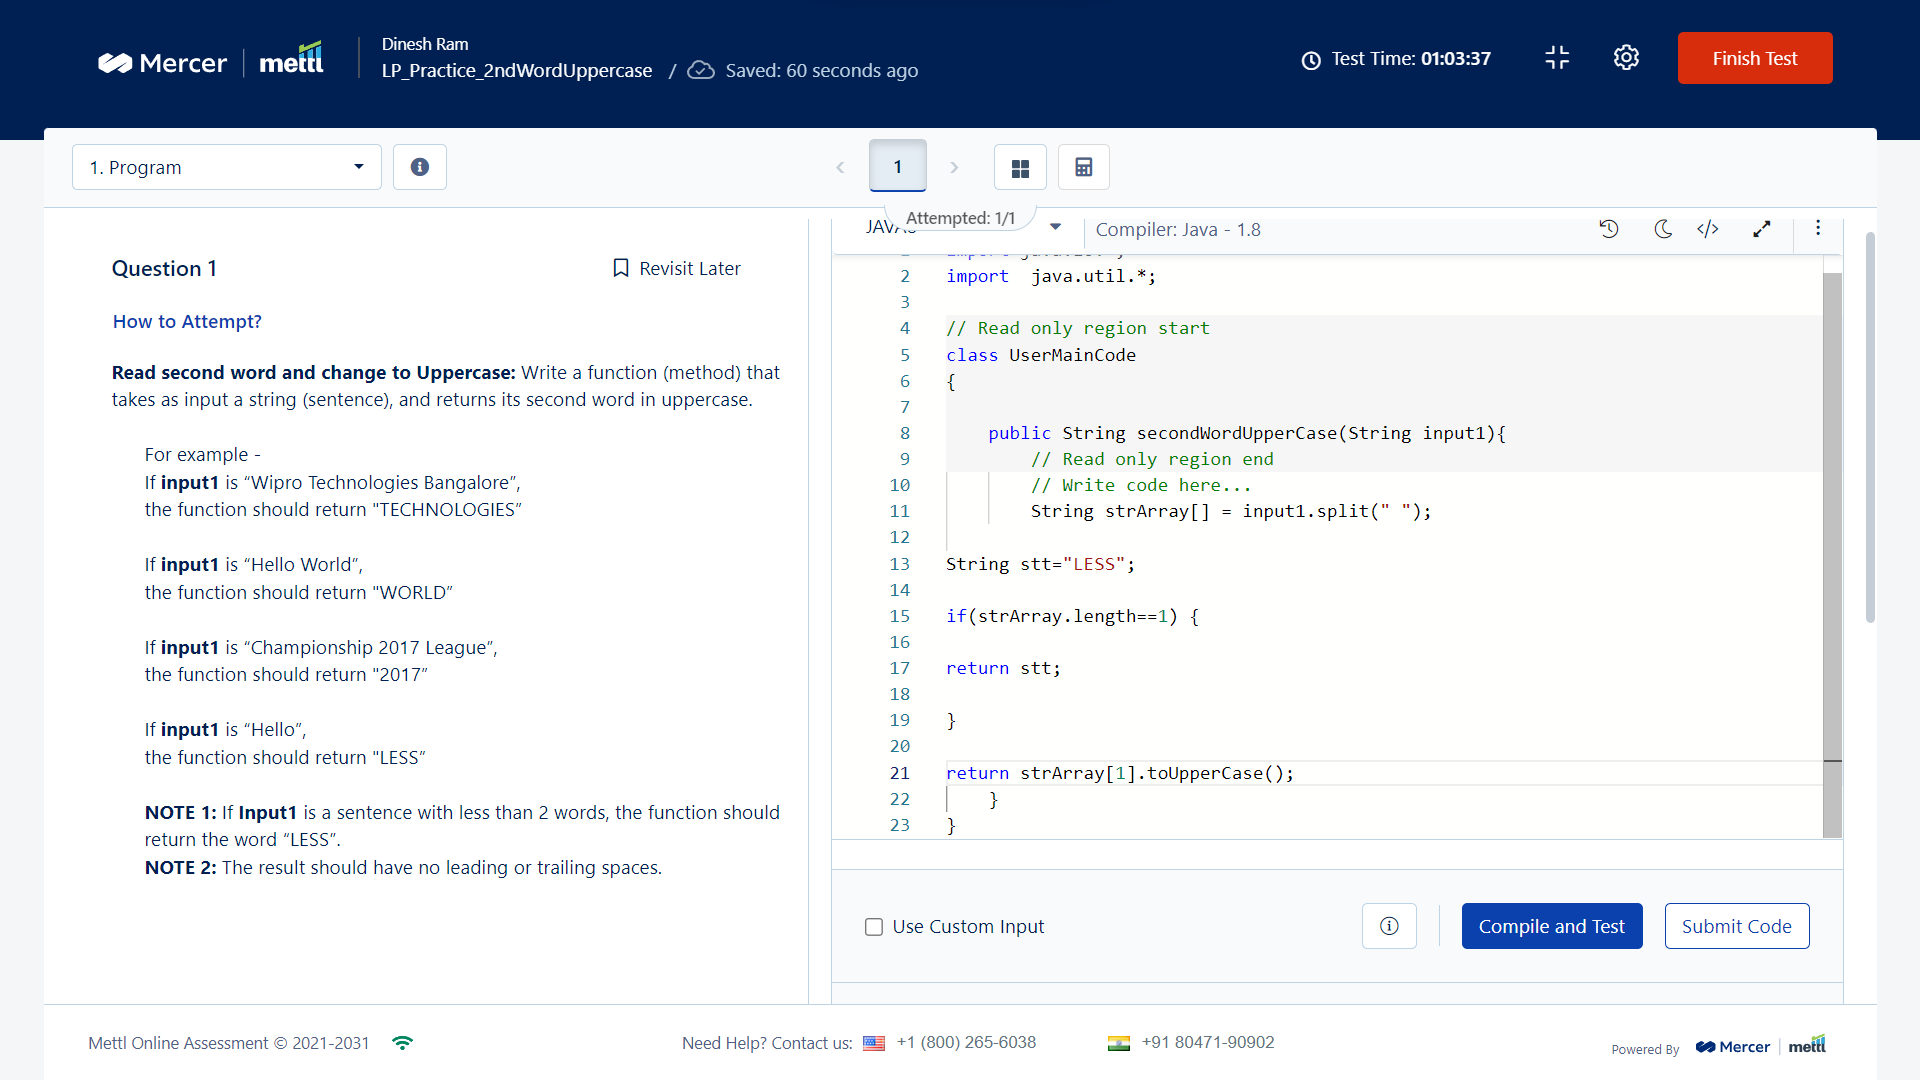 Mercer mettl
Dinesh Ram
LP_Practice_2ndWordUppercase / Saved: 60 seconds ago
Test Time: 01:03:37
Finish Test
1. Program
1
Attempted: 1/1
Question 1
Revisit Later
How to Attempt?
Read second word and change to Uppercase: Write a function (method) that
takes as input a string (sentence), and returns its second word in uppercase.
For example -
If input1 is “Wipro Technologies Bangalore”,
the function should return "TECHNOLOGIES”
If input1 is “Hello World”,
the function should return "WORLD”
If input1 is “Championship 2017 League”,
the function should return "2017”
If input1 is “Hello”,
the function should return "LESS”
NOTE 1: If Input1 is a sentence with less than 2 words, the function should
return the word “LESS”.
NOTE 2: The result should have no leading or trailing spaces.
Compiler: Java - 1.8
2 import  java.util.*;
3
4 // Read only region start
5 class UserMainCode
6 {
7
8     public String secondWordUpperCase(String input1){
9         // Read only region end
10         // Write code here...
11         String strArray[] = input1.split(" ");
12
13 String stt="LESS";
14
15 if(strArray.length==1) {
16
17 return stt;
18
19 }
20
21 return strArray[1].toUpperCase();
22     }
23 }
Use Custom Input
Compile and Test
Submit Code
Mettl Online Assessment © 2021-2031
Need Help? Contact us: +1 (800) 265-6038
+91 80471-90902
Powered By Mercer mettl